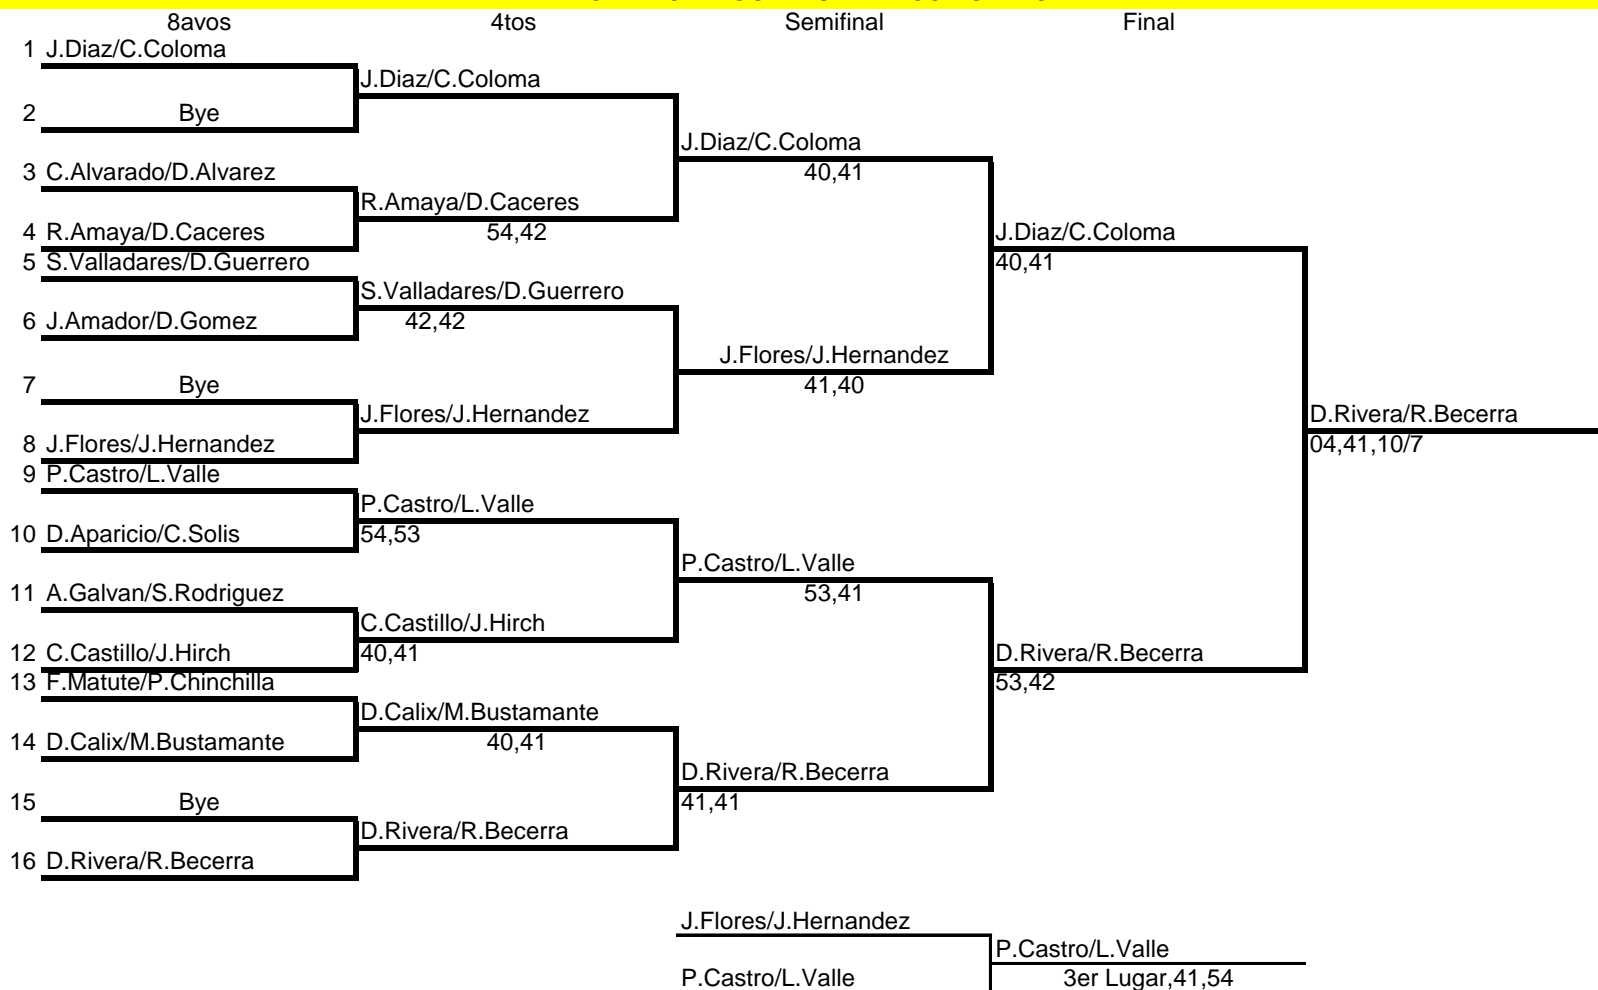 8avos 4tos Semifinal Final
1 J.Diaz/C.Coloma
J.Diaz/C.Coloma
2 Bye
J.Diaz/C.Coloma
40,41
3 C.Alvarado/D.Alvarez
R.Amaya/D.Caceres
54,42
4 R.Amaya/D.Caceres
J.Diaz/C.Coloma
40,41
5 S.Valladares/D.Guerrero
S.Valladares/D.Guerrero
42,42
6 J.Amador/D.Gomez
J.Flores/J.Hernandez
41,40
7 Bye
J.Flores/J.Hernandez
8 J.Flores/J.Hernandez
D.Rivera/R.Becerra
04,41,10/7
9 P.Castro/L.Valle
P.Castro/L.Valle
54,53
10 D.Aparicio/C.Solis
P.Castro/L.Valle
53,41
11 A.Galvan/S.Rodriguez
C.Castillo/J.Hirch
40,41
12 C.Castillo/J.Hirch
D.Rivera/R.Becerra
53,42
13 F.Matute/P.Chinchilla
D.Calix/M.Bustamante
40,41
14 D.Calix/M.Bustamante
D.Rivera/R.Becerra
41,41
15 Bye
D.Rivera/R.Becerra
16 D.Rivera/R.Becerra
J.Flores/J.Hernandez
P.Castro/L.Valle
P.Castro/L.Valle
3er Lugar,41,54